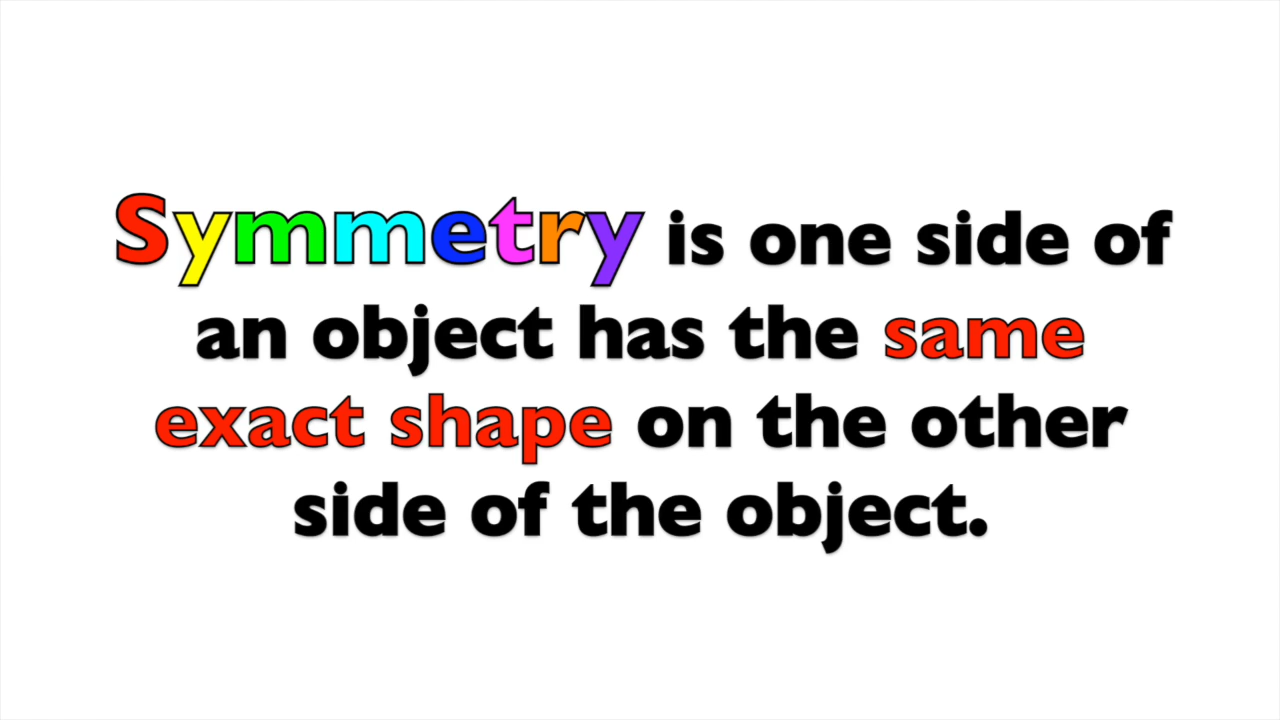 Symmetry is one side of
an object has the same
exact shape on the other
side of the object.